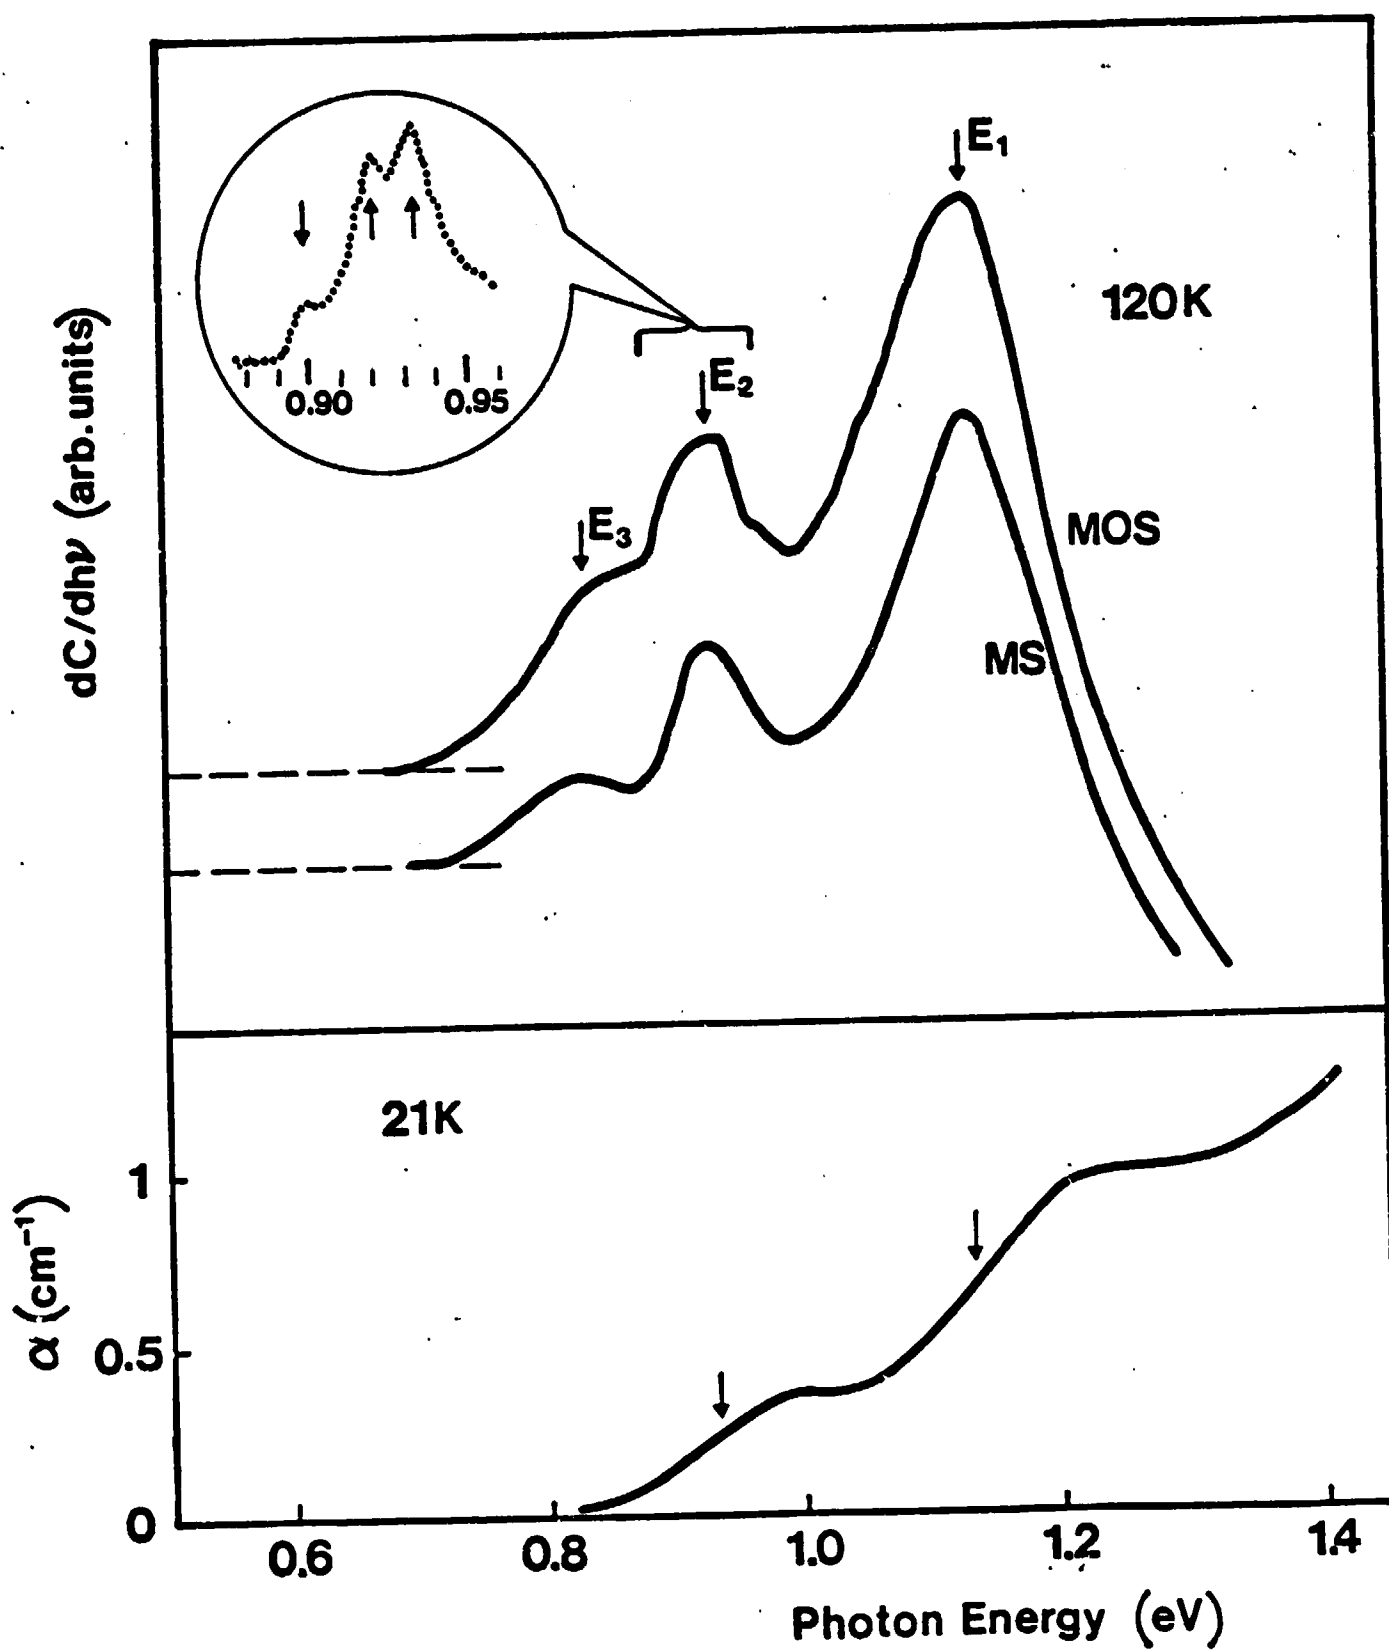 E₁
120K
0.90 0.95
E₂
dC/dhν (arb.units)
E₃
MOS
MS
21K
1
α (cm⁻¹)
0.5
0
0.6 0.8 1.0 1.2 1.4
Photon Energy (eV)